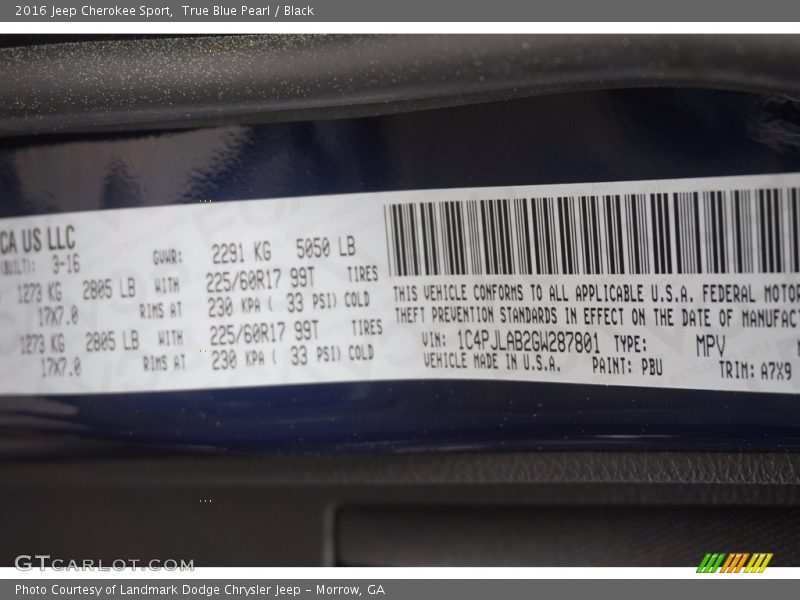 2016 Jeep Cherokee Sport, True Blue Pearl / Black
CA US LLC
3-16
GVWR: 2291 KG 5050 LB
1273 KG 2805 LB WITH 225/60R17 99T TIRES
17X7.0 RIMS AT 230 KPA ( 33 PSI) COLD
1273 KG 2805 LB WITH 225/60R17 99T TIRES
17X7.0 RIMS AT 230 KPA ( 33 PSI) COLD
THIS VEHICLE CONFORMS TO ALL APPLICABLE U.S.A. FEDERAL MOTOR
THEFT PREVENTION STANDARDS IN EFFECT ON THE DATE OF MANUFACT
VIN: 1C4PJLAB2GW287801 TYPE: MPV
VEHICLE MADE IN U.S.A. PAINT: PBU TRIM: A7X9
GTCARLOT.COM
Photo Courtesy of Landmark Dodge Chrysler Jeep – Morrow, GA